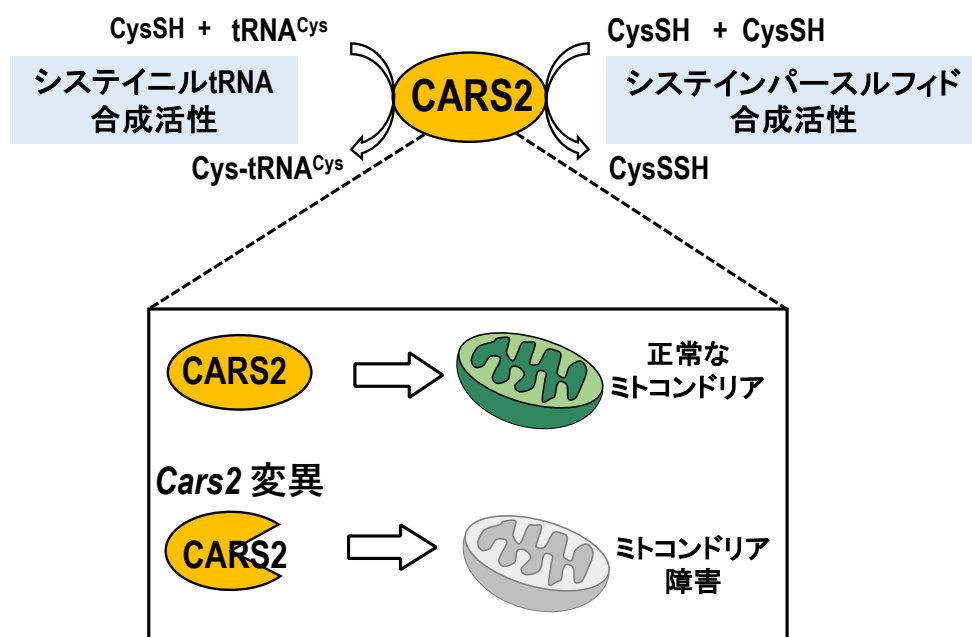 CysSH + tRNACys
システイニルtRNA
合成活性
Cys-tRNACys
CARS2
CysSH + CysSH
システインパースルフィド
合成活性
CysSSH
CARS2
正常な
ミトコンドリア
Cars2 変異
CARS2
ミトコンドリア
障害